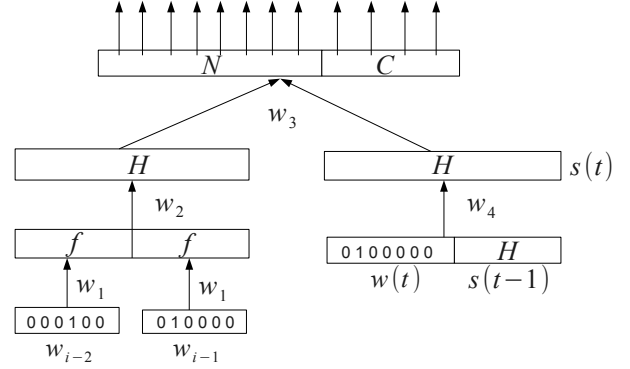 N C
w₃
H H s(t)
w₂ w₄
f f 0100000 H
w₁ w₁ w(t) s(t−1)
000100 010000
wᵢ₋₂ wᵢ₋₁